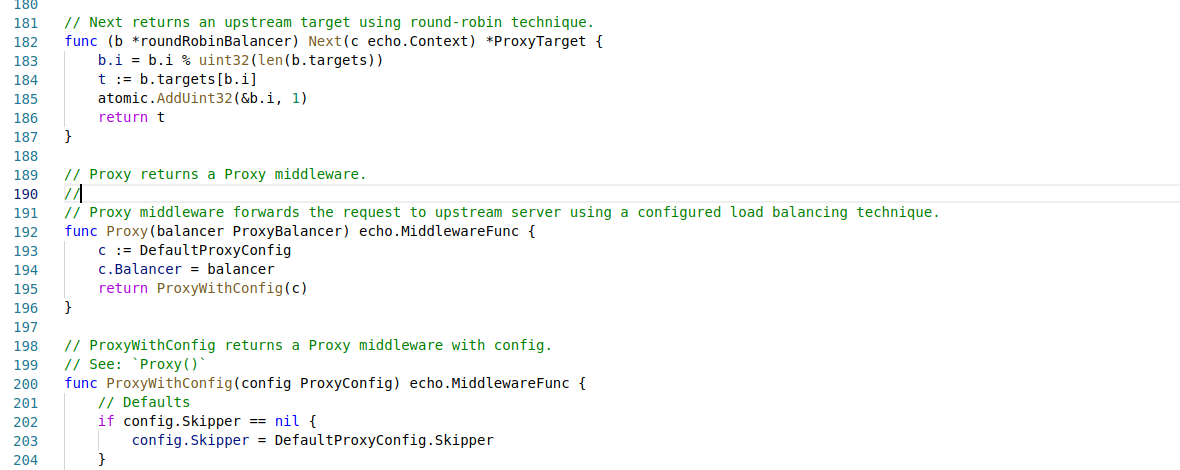 180
181 // Next returns an upstream target using round-robin technique.
182 func (b *roundRobinBalancer) Next(c echo.Context) *ProxyTarget {
183     b.i = b.i % uint32(len(b.targets))
184     t := b.targets[b.i]
185     atomic.AddUint32(&b.i, 1)
186     return t
187 }
188
189 // Proxy returns a Proxy middleware.
190 //
191 // Proxy middleware forwards the request to upstream server using a configured load balancing technique.
192 func Proxy(balancer ProxyBalancer) echo.MiddlewareFunc {
193     c := DefaultProxyConfig
194     c.Balancer = balancer
195     return ProxyWithConfig(c)
196 }
197
198 // ProxyWithConfig returns a Proxy middleware with config.
199 // See: `Proxy()`
200 func ProxyWithConfig(config ProxyConfig) echo.MiddlewareFunc {
201     // Defaults
202     if config.Skipper == nil {
203         config.Skipper = DefaultProxyConfig.Skipper
204     }